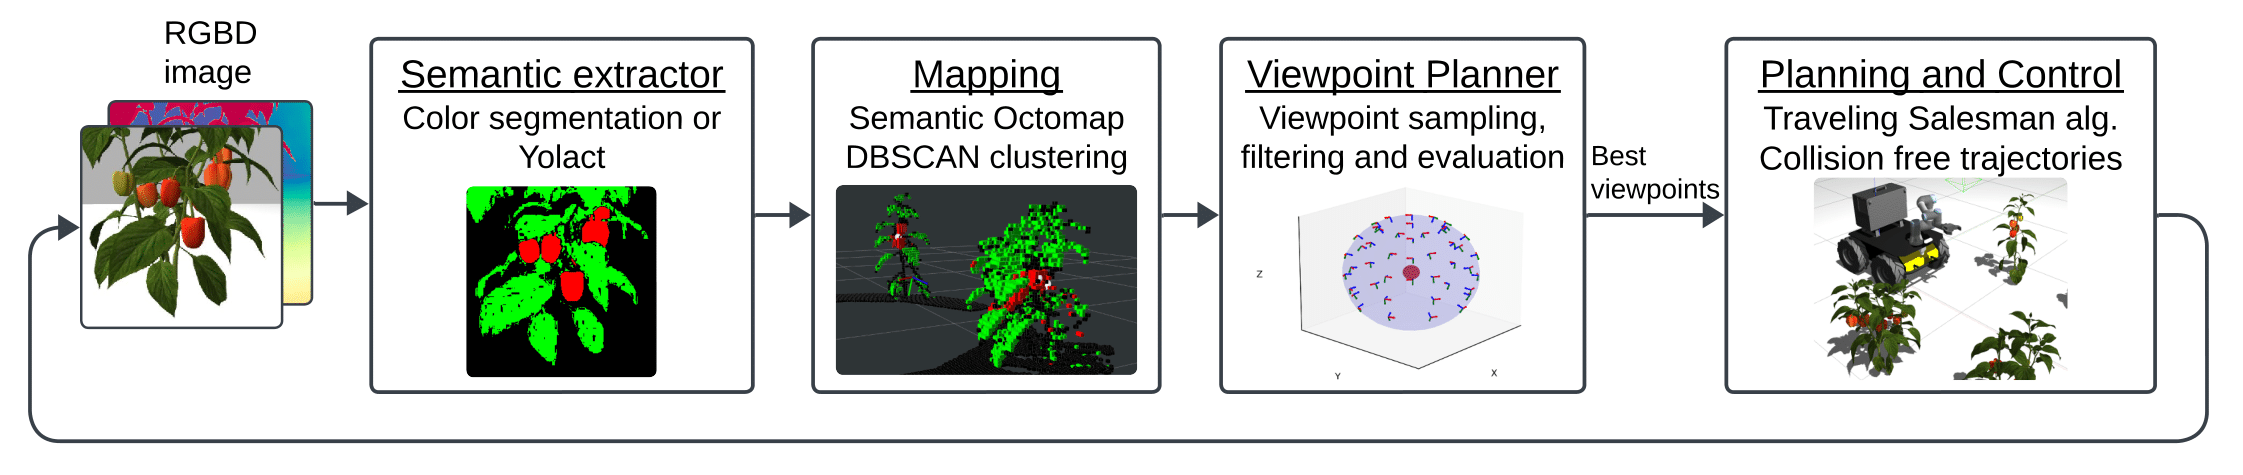 RGBD
image
Semantic extractor
Color segmentation or
Yolact
Mapping
Semantic Octomap
DBSCAN clustering
Viewpoint Planner
Viewpoint sampling,
filtering and evaluation
Z
Y
X
Best
viewpoints
Planning and Control
Traveling Salesman alg.
Collision free trajectories